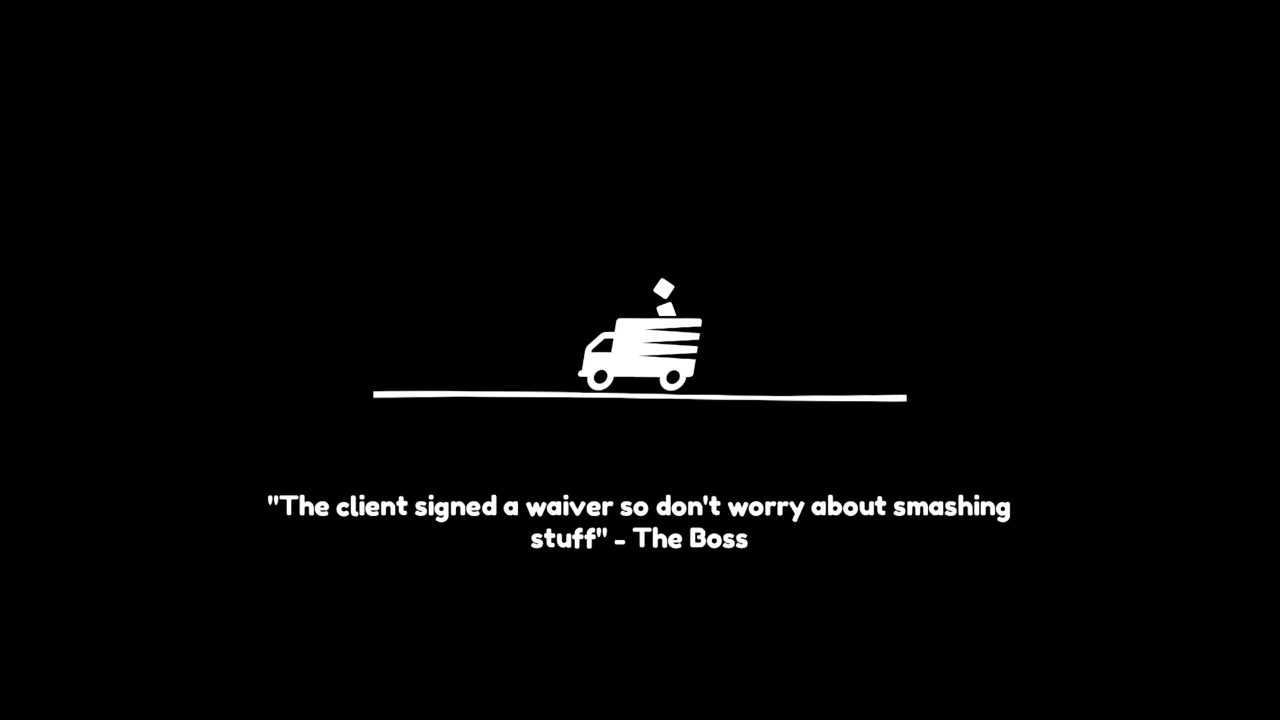 "The client signed a waiver so don't worry about smashing
stuff" - The Boss